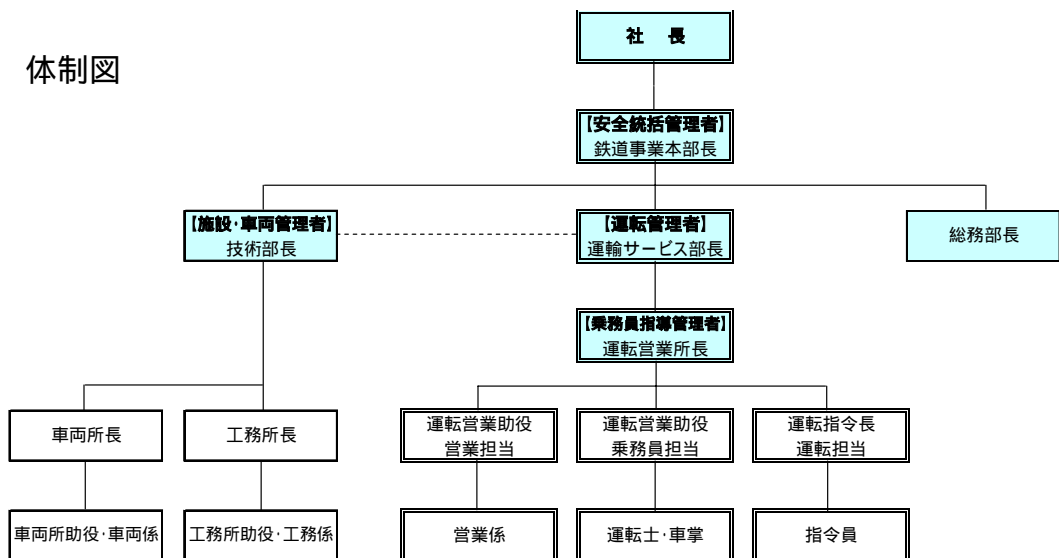 社 長
体制図
【安全統括管理者】
鉄道事業本部長
【施設・車両管理者】
技術部長
【運転管理者】
運輸サービス部長
総務部長
【乗務員指導管理者】
運転営業所長
車両所長
工務所長
運転営業助役
営業担当
運転営業助役
乗務員担当
運転指令長
運転担当
車両所助役・車両係
工務所助役・工務係
営業係
運転士・車掌
指令員